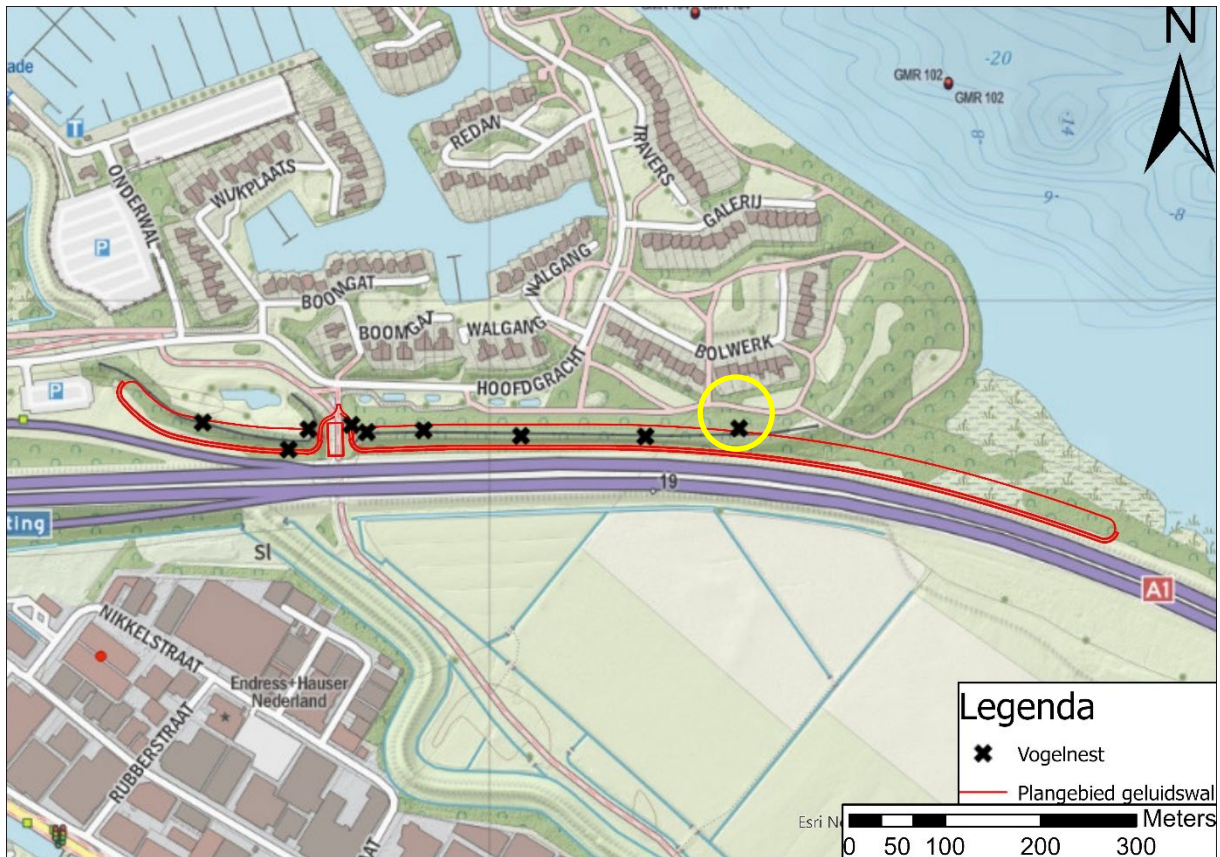 GMR 102
GMR 102
N
-20
-14
-8
9-
-8
ade
T
ONDERWAL
P
WIJKPLAATS
REDAN
TRAVERS
GALERIJ
BOOMGAT
WALGANG
BOOMGAT
WALGANG
BOLWERK
HOOFDGRACHT
P
19
ting
Sl
A1
NIKKELSTRAAT
Endress+Hauser
Nederland
RUBBERSTRAAT
AAT
Legenda
Vogelnest
Plangebied geluidswal
Esri
Meters
0 50 100 200 300